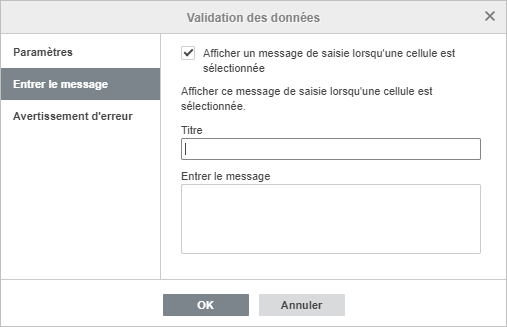 Validation des données
Paramètres
Entrer le message
Avertissement d'erreur
Afficher un message de saisie lorsqu'une cellule est
sélectionnée
Afficher ce message de saisie lorsqu'une cellule est
sélectionnée.
Titre
Entrer le message
OK
Annuler